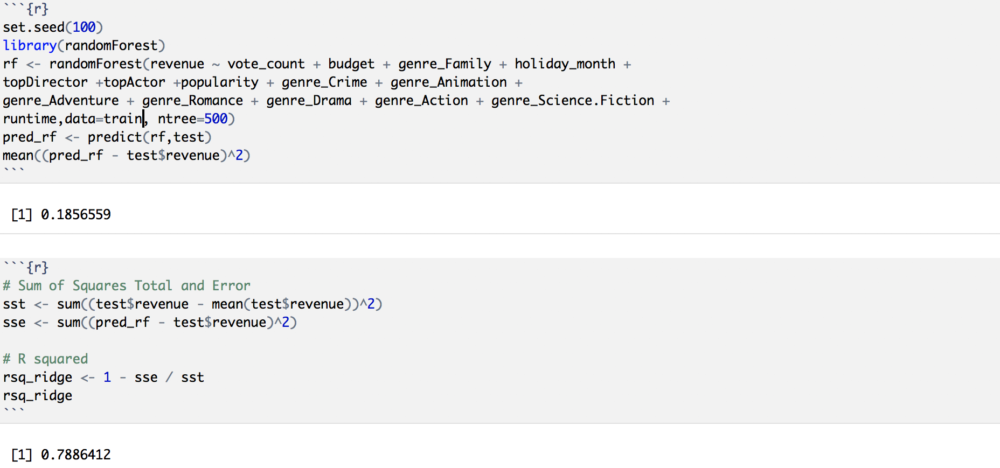 ```{r}
set.seed(100)
library(randomForest)
rf <- randomForest(revenue ~ vote_count + budget + genre_Family + holiday_month +
topDirector +topActor +popularity + genre_Crime + genre_Animation +
genre_Adventure + genre_Romance + genre_Drama + genre_Action + genre_Science.Fiction +
runtime,data=train, ntree=500)
pred_rf <- predict(rf,test)
mean((pred_rf - test$revenue)^2)
```
[1] 0.1856559
```{r}
# Sum of Squares Total and Error
sst <- sum((test$revenue - mean(test$revenue))^2)
sse <- sum((pred_rf - test$revenue)^2)
# R squared
rsq_ridge <- 1 - sse / sst
rsq_ridge
```
[1] 0.7886412